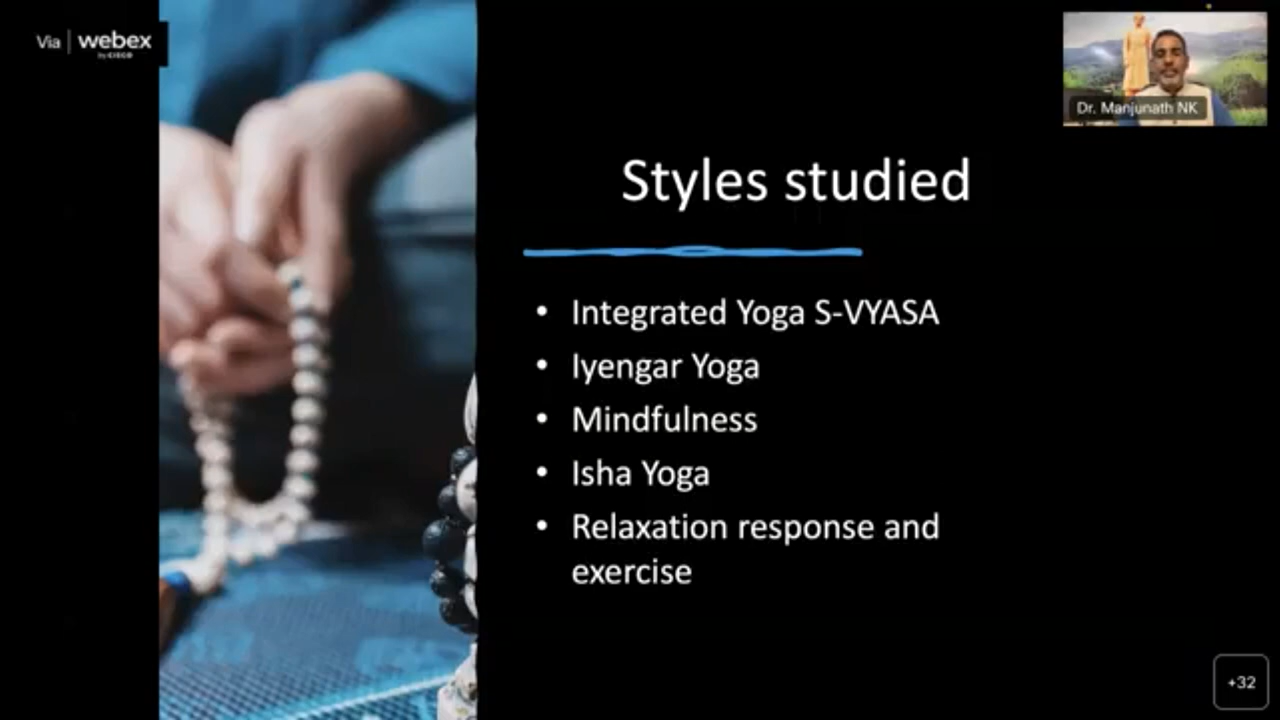 Via | webex
by CISCO
Dr. Manjunath NK
Styles studied
• Integrated Yoga S-VYASA
• Iyengar Yoga
• Mindfulness
• Isha Yoga
• Relaxation response and
exercise
+32